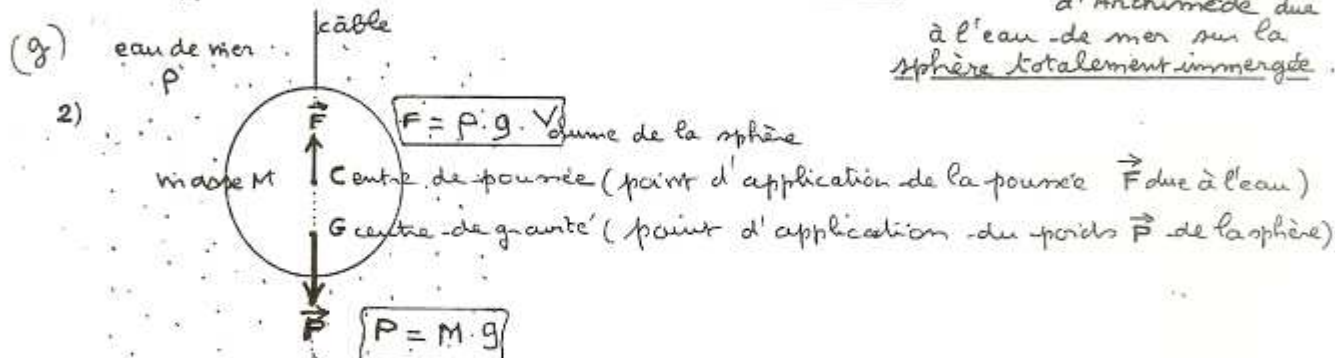 d'Archimède due
à l'eau de mer sur la
sphère totalement immergée.
(g) eau de mer
câble
ρ
2)
F
F = ρ.g.Volume de la sphère
masse M
Centre de poussée (point d'application de la poussée F due à l'eau)
G centre de gravité (point d'application du poids P de la sphère)
P
P = M.g